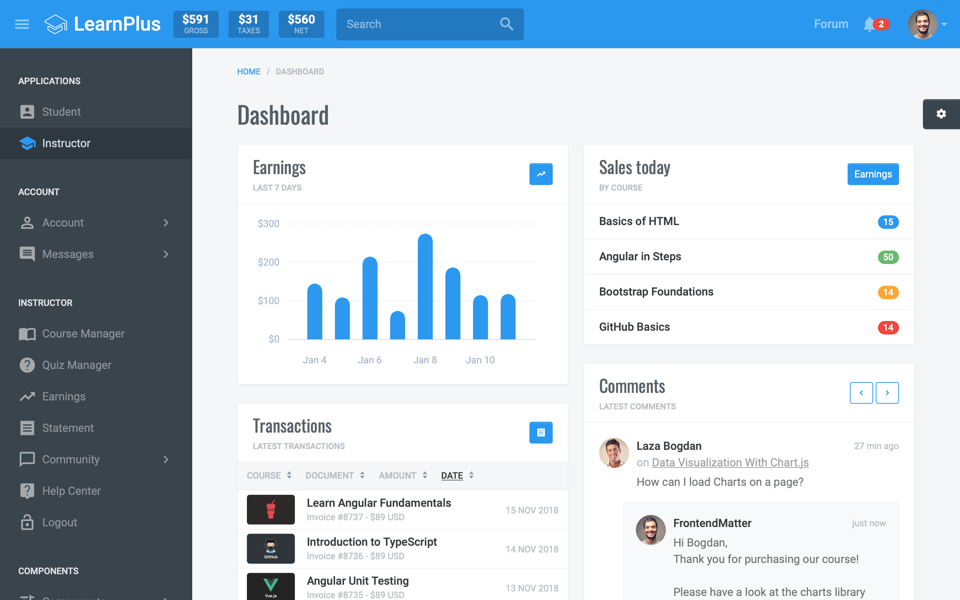 LearnPlus
$591
GROSS
$31
TAXES
$560
NET
Search
Forum
2
APPLICATIONS
Student
Instructor
ACCOUNT
Account
Messages
INSTRUCTOR
Course Manager
Quiz Manager
Earnings
Statement
Community
Help Center
Logout
COMPONENTS
Components
HOME / DASHBOARD
Dashboard
Earnings
LAST 7 DAYS
$300
$200
$100
$0
Jan 4 Jan 6 Jan 8 Jan 10
Transactions
LATEST TRANSACTIONS
COURSE DOCUMENT AMOUNT DATE
Learn Angular Fundamentals
Invoice #8737 - $89 USD
15 NOV 2018
GitHub
Introduction to TypeScript
Invoice #8736 - $89 USD
14 NOV 2018
Vue.js
Angular Unit Testing
Invoice #8735 - $89 USD
13 NOV 2018
Sales today
BY COURSE
Earnings
Basics of HTML 15
Angular in Steps 50
Bootstrap Foundations 14
GitHub Basics 14
Comments
LATEST COMMENTS
Laza Bogdan 27 min ago
on Data Visualization With Chart.js
How can I load Charts on a page?
FrontendMatter just now
Hi Bogdan,
Thank you for purchasing our course!
Please have a look at the charts library